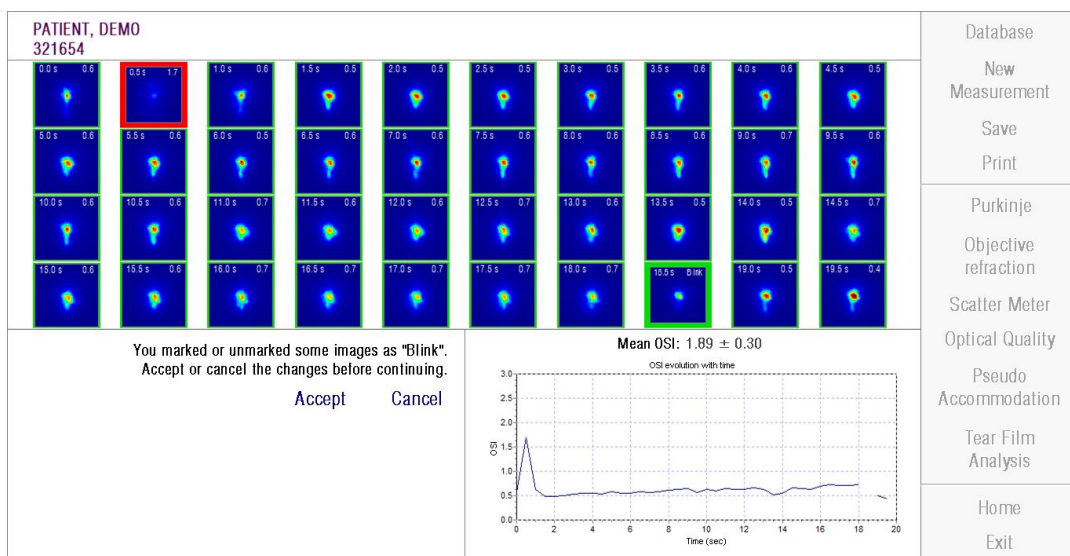 PATIENT, DEMO
321654
0.0 s 0.6
0.5 s 1.7
1.0 s 0.6
1.5 s 0.5
2.0 s 0.5
2.5 s 0.5
3.0 s 0.5
3.5 s 0.6
4.0 s 0.6
4.5 s 0.5
5.0 s 0.6
5.5 s 0.6
6.0 s 0.5
6.5 s 0.6
7.0 s 0.6
7.5 s 0.6
8.0 s 0.6
8.5 s 0.6
9.0 s 0.7
9.5 s 0.6
10.0 s 0.6
10.5 s 0.6
11.0 s 0.7
11.5 s 0.6
12.0 s 0.6
12.5 s 0.7
13.0 s 0.6
13.5 s 0.5
14.0 s 0.5
14.5 s 0.7
15.0 s 0.6
15.5 s 0.6
16.0 s 0.7
16.5 s 0.7
17.0 s 0.7
17.5 s 0.7
18.0 s 0.7
18.5 s Blink
19.0 s 0.5
19.5 s 0.4
You marked or unmarked some images as "Blink".
Accept or cancel the changes before continuing.
Accept Cancel
Mean OSI: 1.89 ± 0.30
OSI evolution with time
3.0
2.5
2.0
1.5
1.0
0.5
0.0
OSI
0 2 4 6 8 10 12 14 16 18 20
Time (sec)
Database
New
Measurement
Save
Print
Purkinje
Objective
refraction
Scatter Meter
Optical Quality
Pseudo
Accommodation
Tear Film
Analysis
Home
Exit